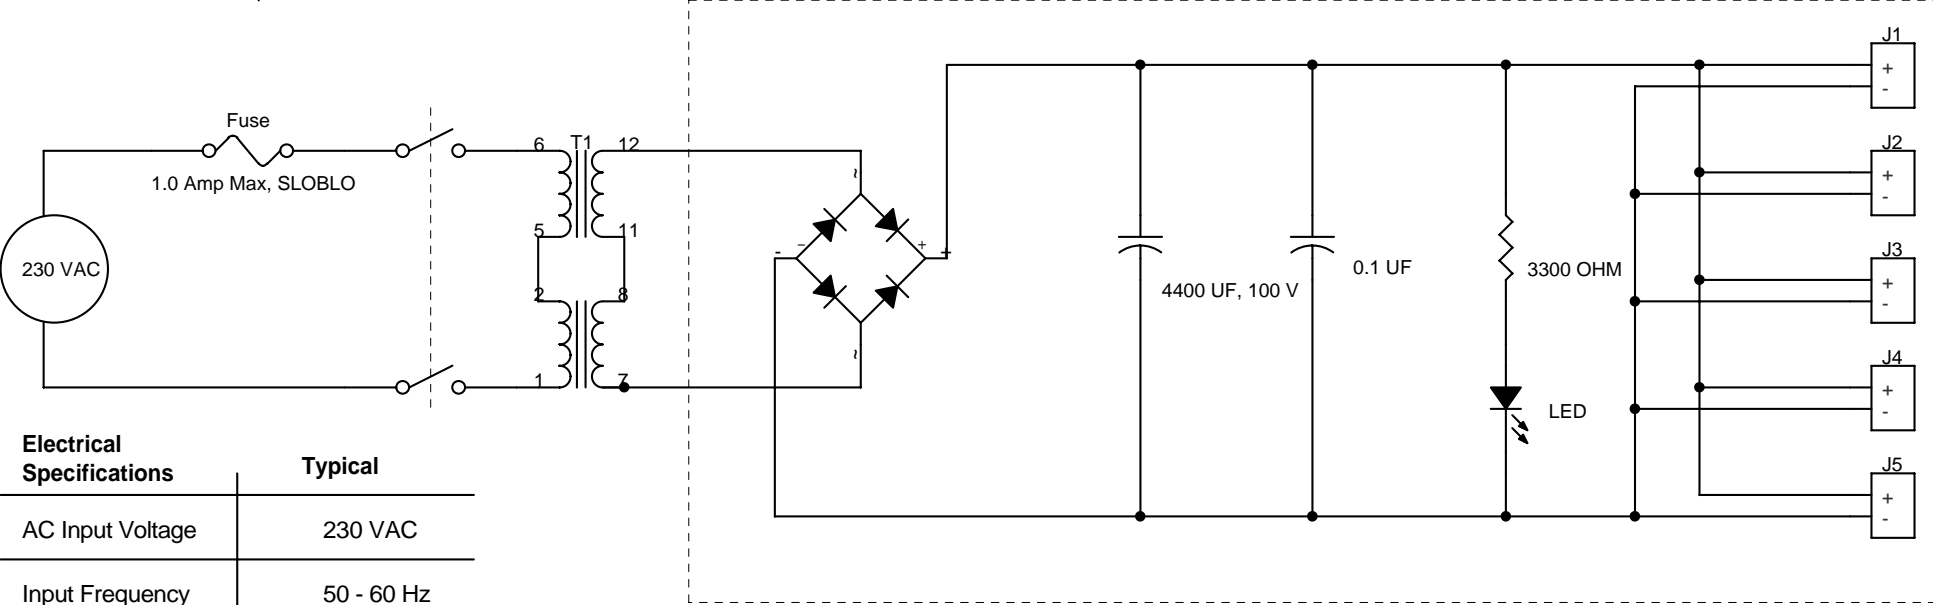 Fuse
1.0 Amp Max, SLOBLO
230 VAC
6
T1
12
5
11
2
8
1
7
~
-
−
+
+
~
4400 UF, 100 V
0.1 UF
3300 OHM
LED
J1
+
-
J2
+
-
J3
+
-
J4
+
-
J5
+
-
Electrical
Specifications
Typical
AC Input Voltage
230 VAC
Input Frequency
50 - 60 Hz